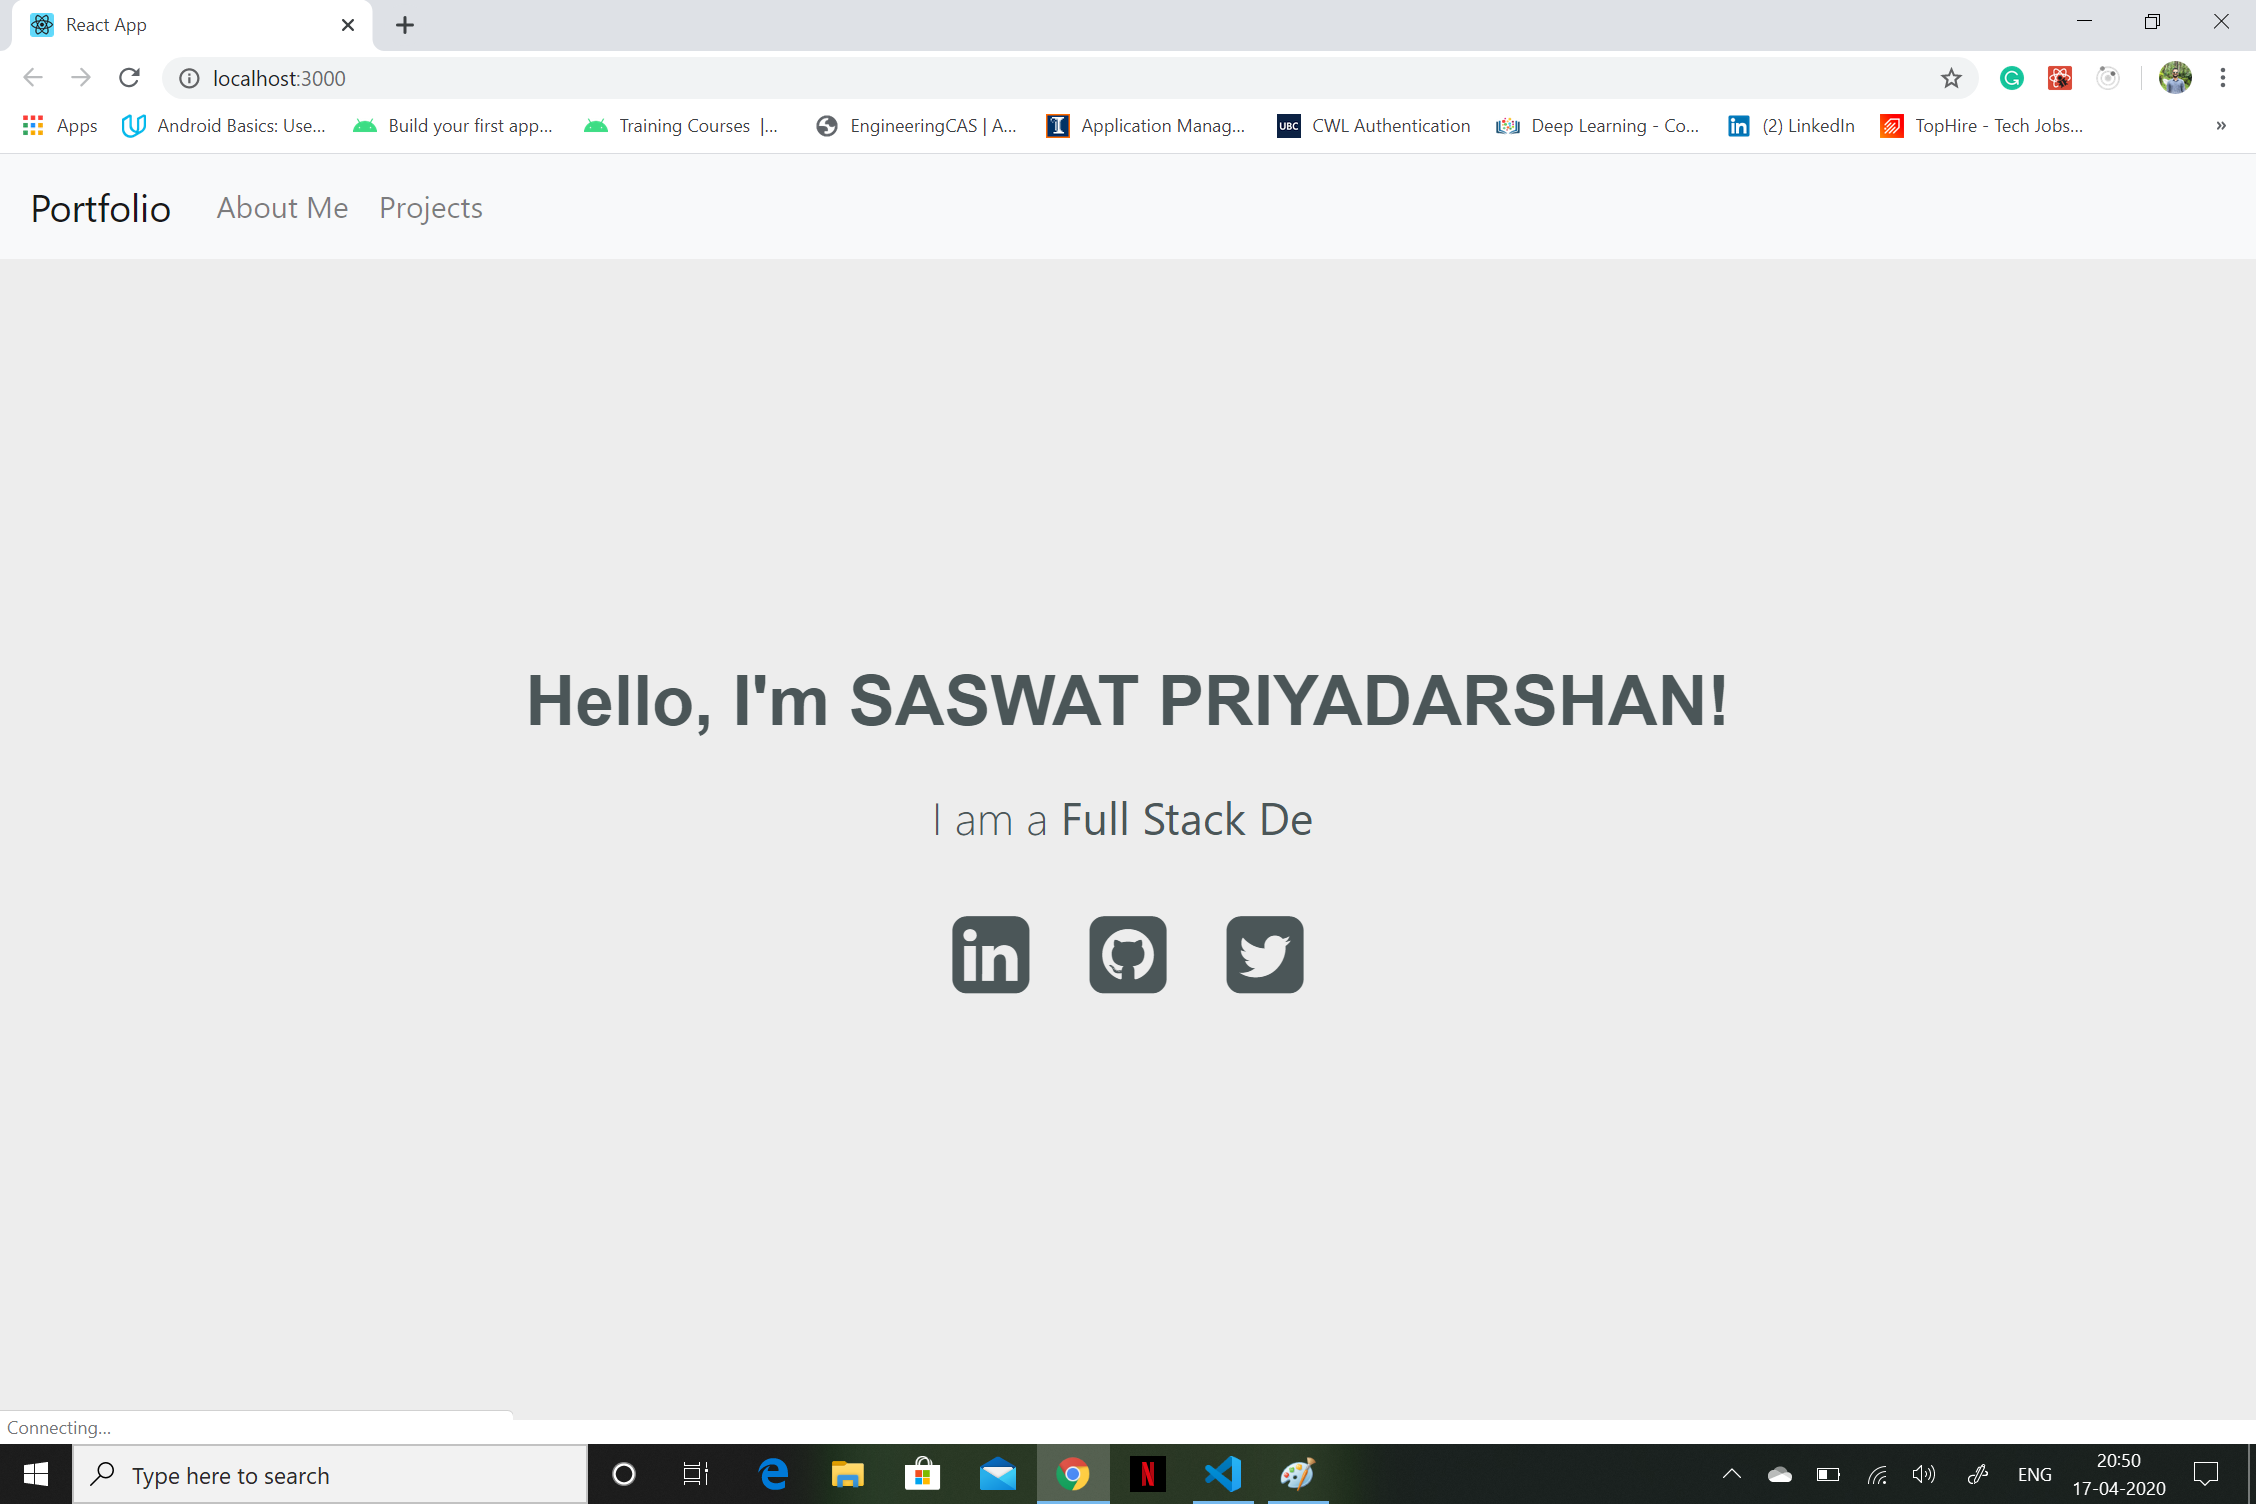 React App
localhost:3000
Apps Android Basics: Use... Build your first app... Training Courses |... EngineeringCAS | A... Application Manag... UBC CWL Authentication Deep Learning - Co... (2) LinkedIn TopHire - Tech Jobs... »
Portfolio About Me Projects
Hello, I'm SASWAT PRIYADARSHAN!
I am a Full Stack De
in
Connecting...
Type here to search
ENG
20:50
17-04-2020